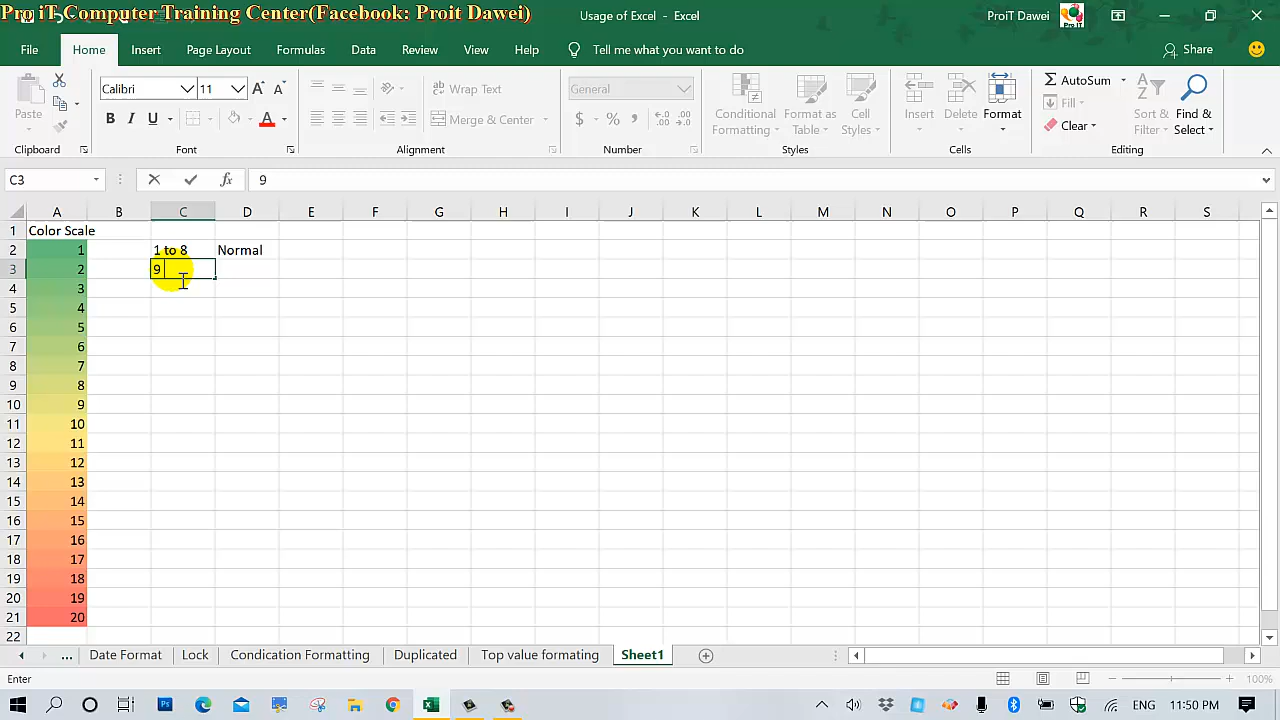 Pro iT Computer Training Center(Facebook: Proit Dawei)
Usage of Excel - Excel
ProiT Dawei
Pro IT
File Home Insert Page Layout Formulas Data Review View Help Tell me what you want to do Share
Paste
Clipboard
Calibri 11
B I U
Font
Wrap Text
Merge & Center
Alignment
General
$ % ,
Number
Conditional Formatting
Format as Table
Cell Styles
Styles
Insert
Format
Cells
AutoSum
Fill
Clear
Sort & Filter
Find & Select
Editing
C3 fx 9
A B C D E F G H I J K L M N O P Q R S
1 Color Scale
2 1 1 to 8 Normal
3 2 9
4 3
5 4
6 5
7 6
8 7
9 8
10 9
11 10
12 11
13 12
14 13
15 14
16 15
17 16
18 17
19 18
20 19
21 20
22
... Date Format Lock Condication Formatting Duplicated Top value formating Sheet1
Enter 100%
ENG 11:50 PM